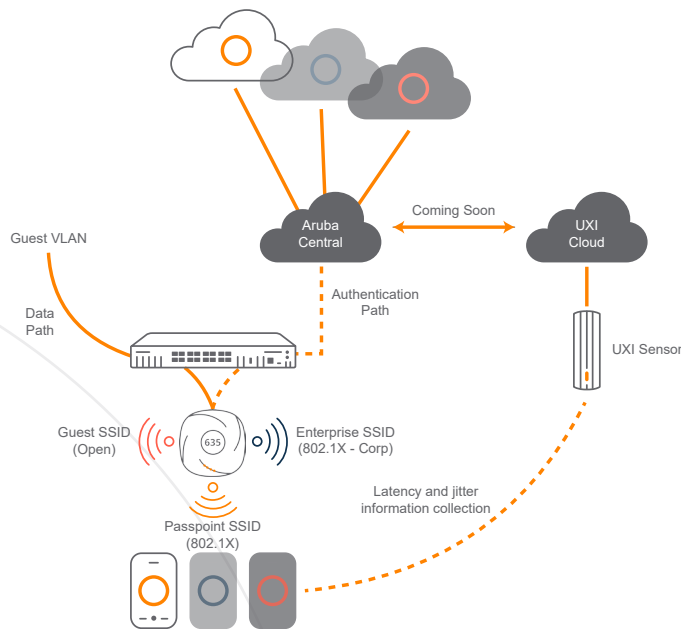 Aruba
Central
Coming Soon
UXI
Cloud
Guest VLAN
Data
Path
Authentication
Path
UXI Sensor
Guest SSID
(Open)
635
Enterprise SSID
(802.1X - Corp)
Passpoint SSID
(802.1X)
Latency and jitter
information collection